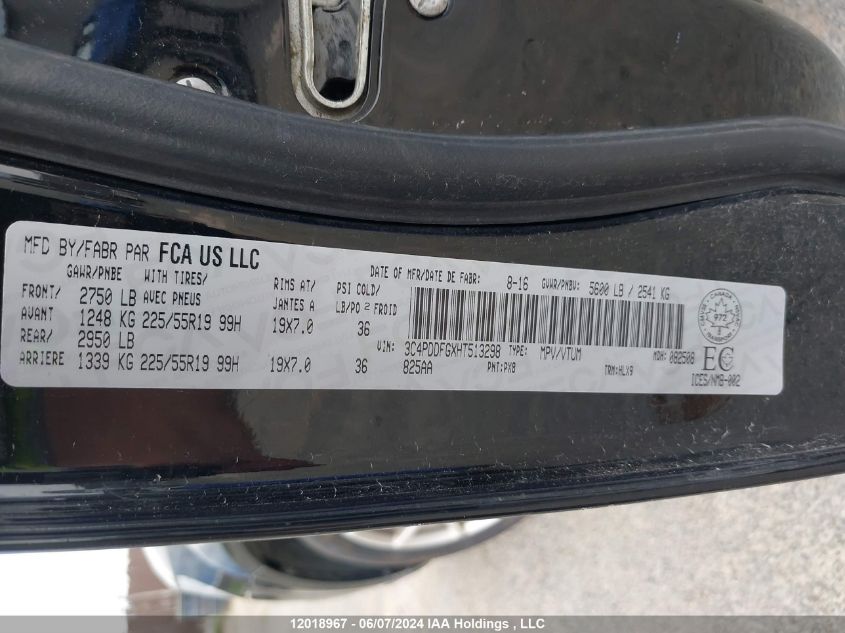 MFD BY/FABR PAR FCA US LLC
DATE OF MFR/DATE DE FABR: 8-16 GVWR/PNBV: 5600 LB / 2541 KG
GAWR/PNBE WITH TIRES/ RIMS AT/ PSI COLD/
FRONT/ 2750 LB AVEC PNEUS JANTES A LB/PO 2 FROID
AVANT 1248 KG 225/55R19 99H 19X7.0 36
REAR/ 2950 LB
ARRIERE 1339 KG 225/55R19 99H 19X7.0 36
VIN: 3C4PDDFGXHT513298 TYPE: MPV/VTUM MDH: 082508
825AA PNT:PX8 TRM:HLX9
CANADA
972
EC
ICES/NMB-002
12018967 - 06/07/2024 IAA Holdings , LLC